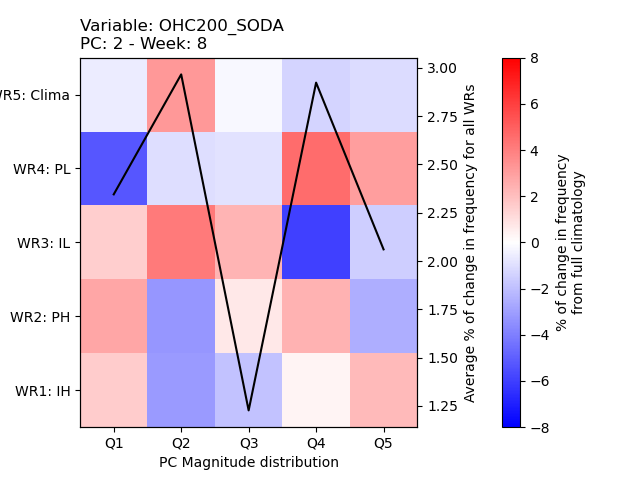 Variable: OHC200_SODA
PC: 2 - Week: 8
WR5: Clima
WR4: PL
WR3: IL
WR2: PH
WR1: IH
Q1 Q2 Q3 Q4 Q5
PC Magnitude distribution
3.00
2.75
2.50
2.25
2.00
1.75
1.50
1.25
Average % of change in frequency for all WRs
8
6
4
2
0
−2
−4
−6
−8
% of change in frequency
from full climatology